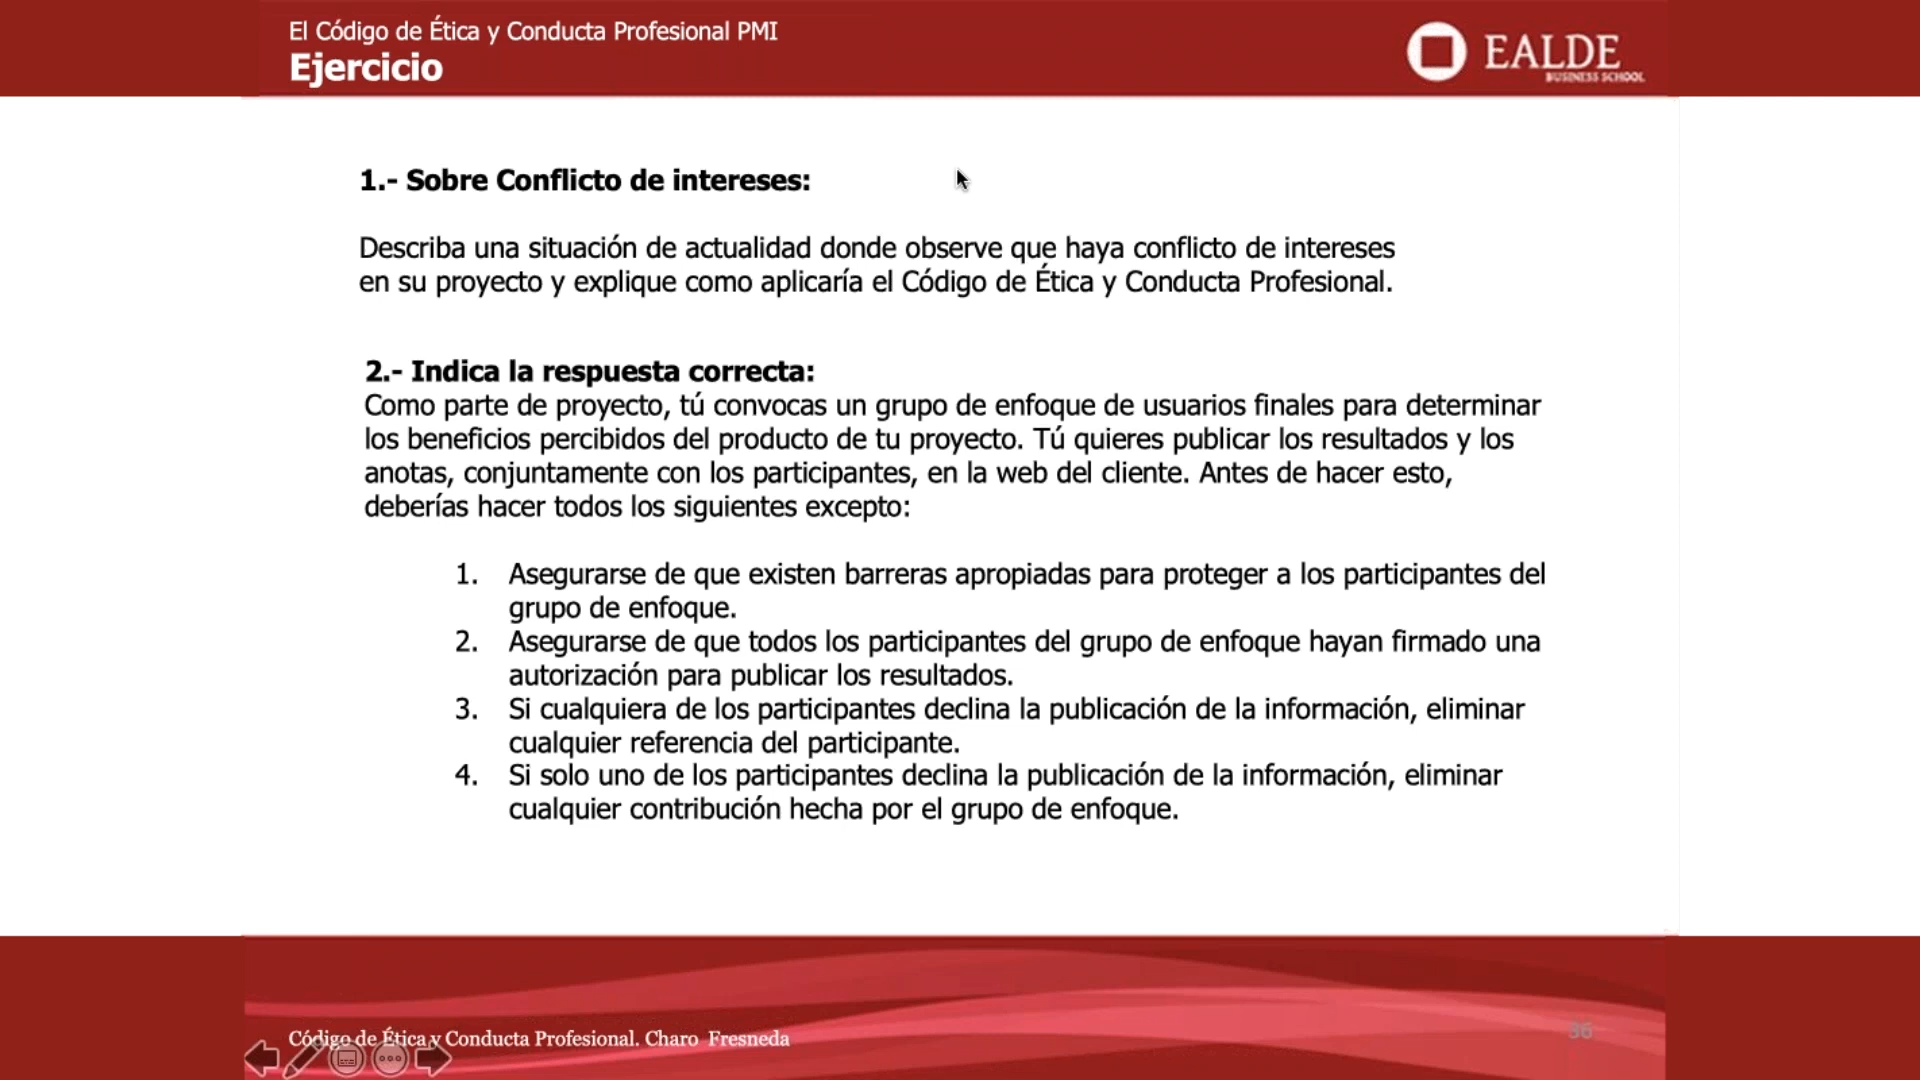 El Código de Ética y Conducta Profesional PMI
Ejercicio
EALDE
BUSINESS SCHOOL
1.- Sobre Conflicto de intereses:
Describa una situación de actualidad donde observe que haya conflicto de intereses
en su proyecto y explique como aplicaría el Código de Ética y Conducta Profesional.
2.- Indica la respuesta correcta:
Como parte de proyecto, tú convocas un grupo de enfoque de usuarios finales para determinar
los beneficios percibidos del producto de tu proyecto. Tú quieres publicar los resultados y los
anotas, conjuntamente con los participantes, en la web del cliente. Antes de hacer esto,
deberías hacer todos los siguientes excepto:
1. Asegurarse de que existen barreras apropiadas para proteger a los participantes del
grupo de enfoque.
2. Asegurarse de que todos los participantes del grupo de enfoque hayan firmado una
autorización para publicar los resultados.
3. Si cualquiera de los participantes declina la publicación de la información, eliminar
cualquier referencia del participante.
4. Si solo uno de los participantes declina la publicación de la información, eliminar
cualquier contribución hecha por el grupo de enfoque.
Código de Ética y Conducta Profesional. Charo Fresneda
36